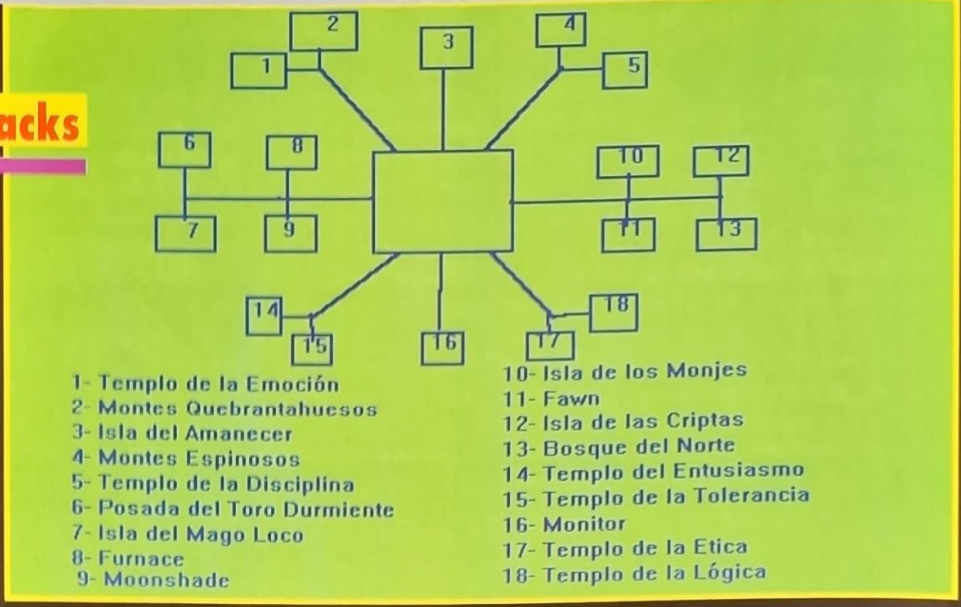 2
4
3
1
5
acks
6
8
10
12
7
9
11
13
14
18
15
16
17
1- Templo de la Emoción
2- Montes Quebrantahuesos
3- Isla del Amanecer
4- Montes Espinosos
5- Templo de la Disciplina
6- Posada del Toro Durmiente
7- Isla del Mago Loco
8- Furnace
9- Moonshade
10- Isla de los Monjes
11- Fawn
12- Isla de las Criptas
13- Bosque del Norte
14- Templo del Entusiasmo
15- Templo de la Tolerancia
16- Monitor
17- Templo de la Etica
18- Templo de la Lógica